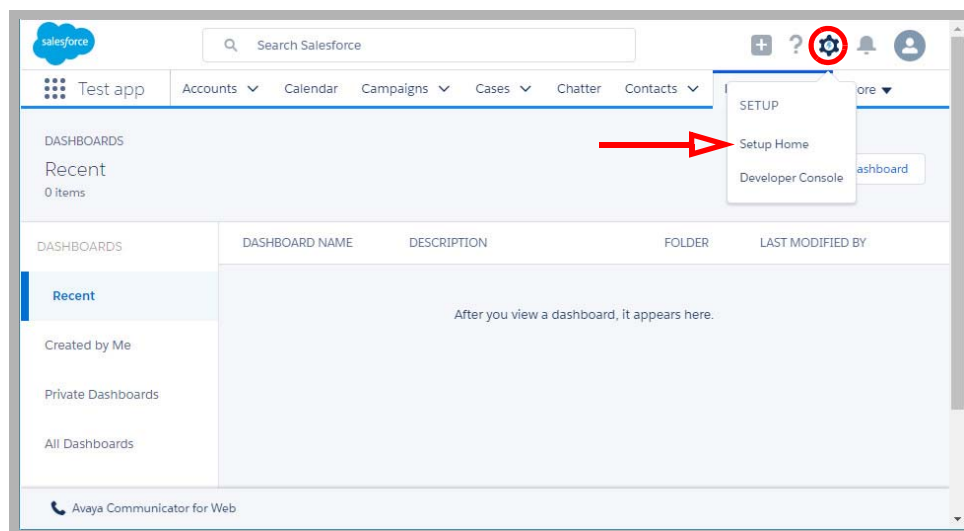 salesforce
Search Salesforce
Test app Accounts Calendar Campaigns Cases Chatter Contacts ore
SETUP
Setup Home
Developer Console
DASHBOARDS
Recent
0 items
ashboard
DASHBOARDS DASHBOARD NAME DESCRIPTION FOLDER LAST MODIFIED BY
Recent
After you view a dashboard, it appears here.
Created by Me
Private Dashboards
All Dashboards
Avaya Communicator for Web